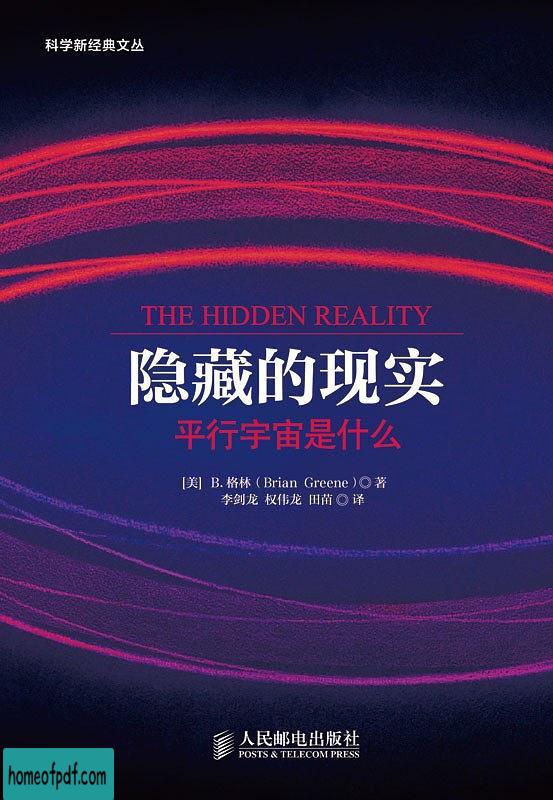 科学新经典文丛
THE HIDDEN REALITY
隐藏的现实
平行宇宙是什么
[美] B. 格林（Brian Greene）◎ 著
李剑龙 权伟龙 田苗 ◎ 译
人民邮电出版社
POSTS & TELECOM PRESS
homeofpdf.com